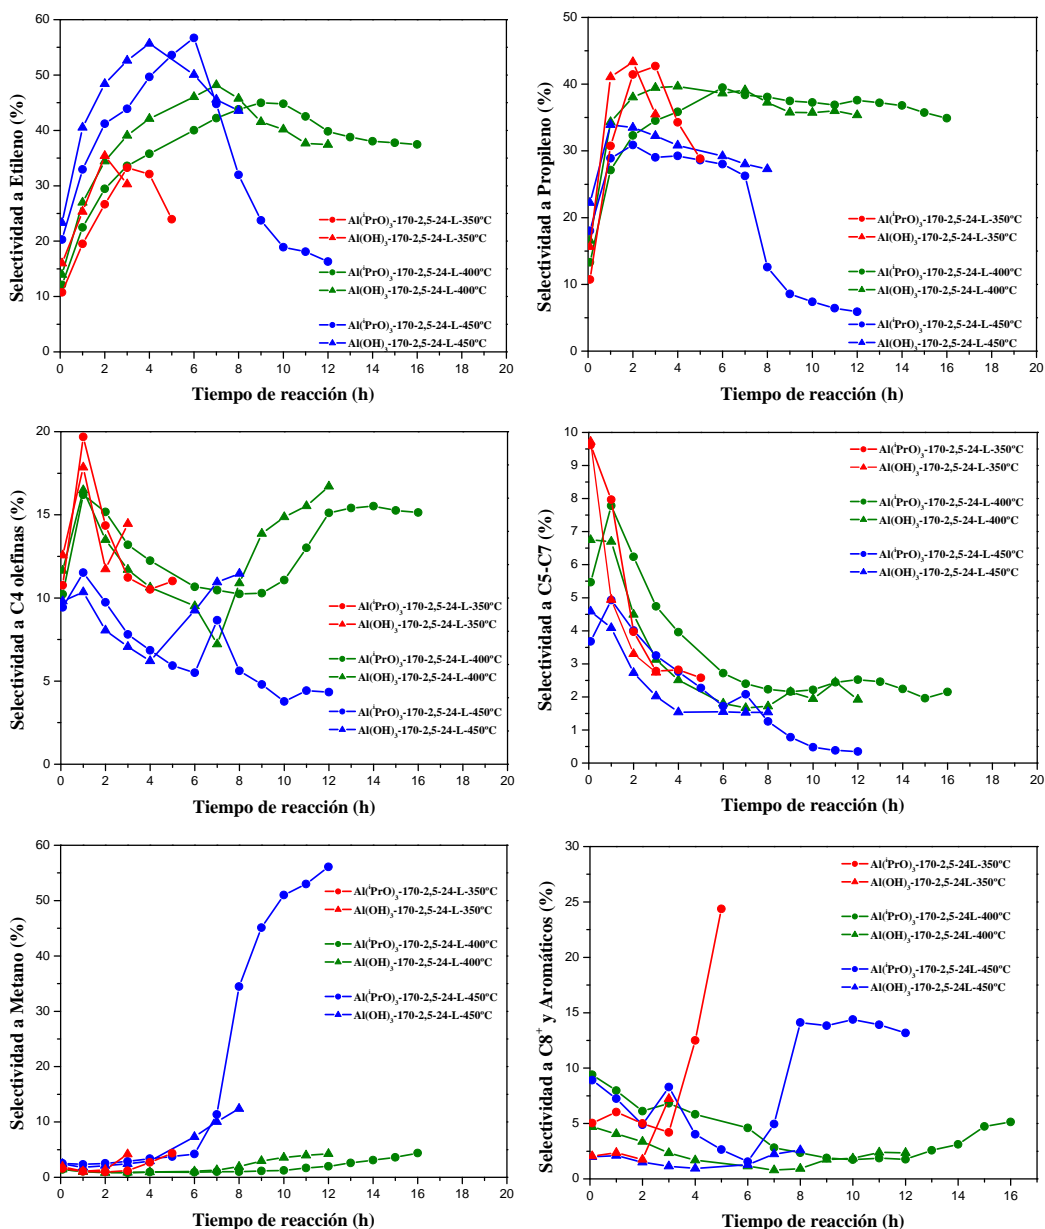 Selectividad a Etileno (%)
60
50
40
30
20
10
0
Al(ⁱPrO)₃-170-2,5-24-L-350ºC
Al(OH)₃-170-2,5-24-L-350ºC
Al(ⁱPrO)₃-170-2,5-24-L-400ºC
Al(OH)₃-170-2,5-24-L-400ºC
Al(ⁱPrO)₃-170-2,5-24-L-450ºC
Al(OH)₃-170-2,5-24-L-450ºC
0 2 4 6 8 10 12 14 16 18 20
Tiempo de reacción (h)
Selectividad a Propileno (%)
50
40
30
20
10
0
Al(ⁱPrO)₃-170-2,5-24-L-350ºC
Al(OH)₃-170-2,5-24-L-350ºC
Al(ⁱPrO)₃-170-2,5-24-L-400ºC
Al(OH)₃-170-2,5-24-L-400ºC
Al(ⁱPrO)₃-170-2,5-24-L-450ºC
Al(OH)₃-170-2,5-24-L-450ºC
0 2 4 6 8 10 12 14 16 18 20
Tiempo de reacción (h)
Selectividad a C4 olefinas (%)
20
15
10
5
0
Al(ⁱPrO)₃-170-2,5-24-L-350ºC
Al(OH)₃-170-2,5-24-L-350ºC
Al(ⁱPrO)₃-170-2,5-24-L-400ºC
Al(OH)₃-170-2,5-24-L-400ºC
Al(ⁱPrO)₃-170-2,5-24-L-450ºC
Al(OH)₃-170-2,5-24-L-450ºC
0 2 4 6 8 10 12 14 16 18 20
Tiempo de reacción (h)
Selectividad a C5-C7 (%)
10
9
8
7
6
5
4
3
2
1
0
Al(ⁱPrO)₃-170-2,5-24-L-350ºC
Al(OH)₃-170-2,5-24-L-350ºC
Al(ⁱPrO)₃-170-2,5-24-L-400ºC
Al(OH)₃-170-2,5-24-L-400ºC
Al(ⁱPrO)₃-170-2,5-24-L-450ºC
Al(OH)₃-170-2,5-24-L-450ºC
0 2 4 6 8 10 12 14 16 18 20
Tiempo de reacción (h)
Selectividad a Metano (%)
60
50
40
30
20
10
0
Al(ⁱPrO)₃-170-2,5-24L-350ºC
Al(OH)₃-170-2,5-24L-350ºC
Al(ⁱPrO)₃-170-2,5-24L-400ºC
Al(OH)₃-170-2,5-24L-400ºC
Al(ⁱPrO)₃-170-2,5-24L-450ºC
Al(OH)₃-170-2,5-24L-450ºC
0 2 4 6 8 10 12 14 16 18 20
Tiempo de reacción (h)
Selectividad a C8⁺ y Aromáticos (%)
30
25
20
15
10
5
0
Al(ⁱPrO)₃-170-2,5-24L-350ºC
Al(OH)₃-170-2,5-24L-350ºC
Al(ⁱPrO)₃-170-2,5-24L-400ºC
Al(OH)₃-170-2,5-24L-400ºC
Al(ⁱPrO)₃-170-2,5-24L-450ºC
Al(OH)₃-170-2,5-24L-450ºC
0 2 4 6 8 10 12 14 16
Tiempo de reacción (h)